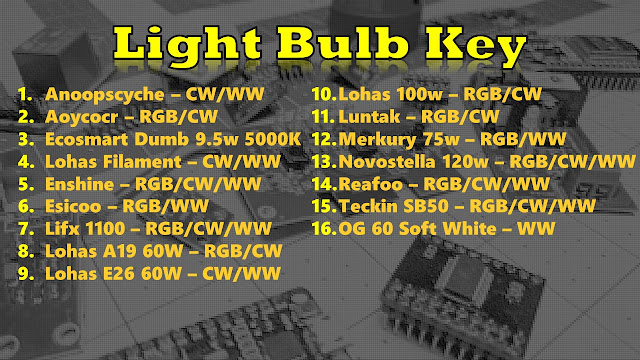 Light Bulb Key
1. Anoopscyche – CW/WW
2. Aoycocr – RGB/CW
3. Ecosmart Dumb 9.5w 5000K
4. Lohas Filament – CW/WW
5. Enshine – RGB/CW/WW
6. Esicoo – RGB/WW
7. Lifx 1100 – RGB/CW/WW
8. Lohas A19 60W – RGB/CW
9. Lohas E26 60W – CW/WW
10. Lohas 100w – RGB/CW
11. Luntak – RGB/CW
12. Merkury 75w – RGB/WW
13. Novostella 120w – RGB/CW/WW
14. Reafoo – RGB/CW/WW
15. Teckin SB50 – RGB/CW/WW
16. OG 60 Soft White – WW